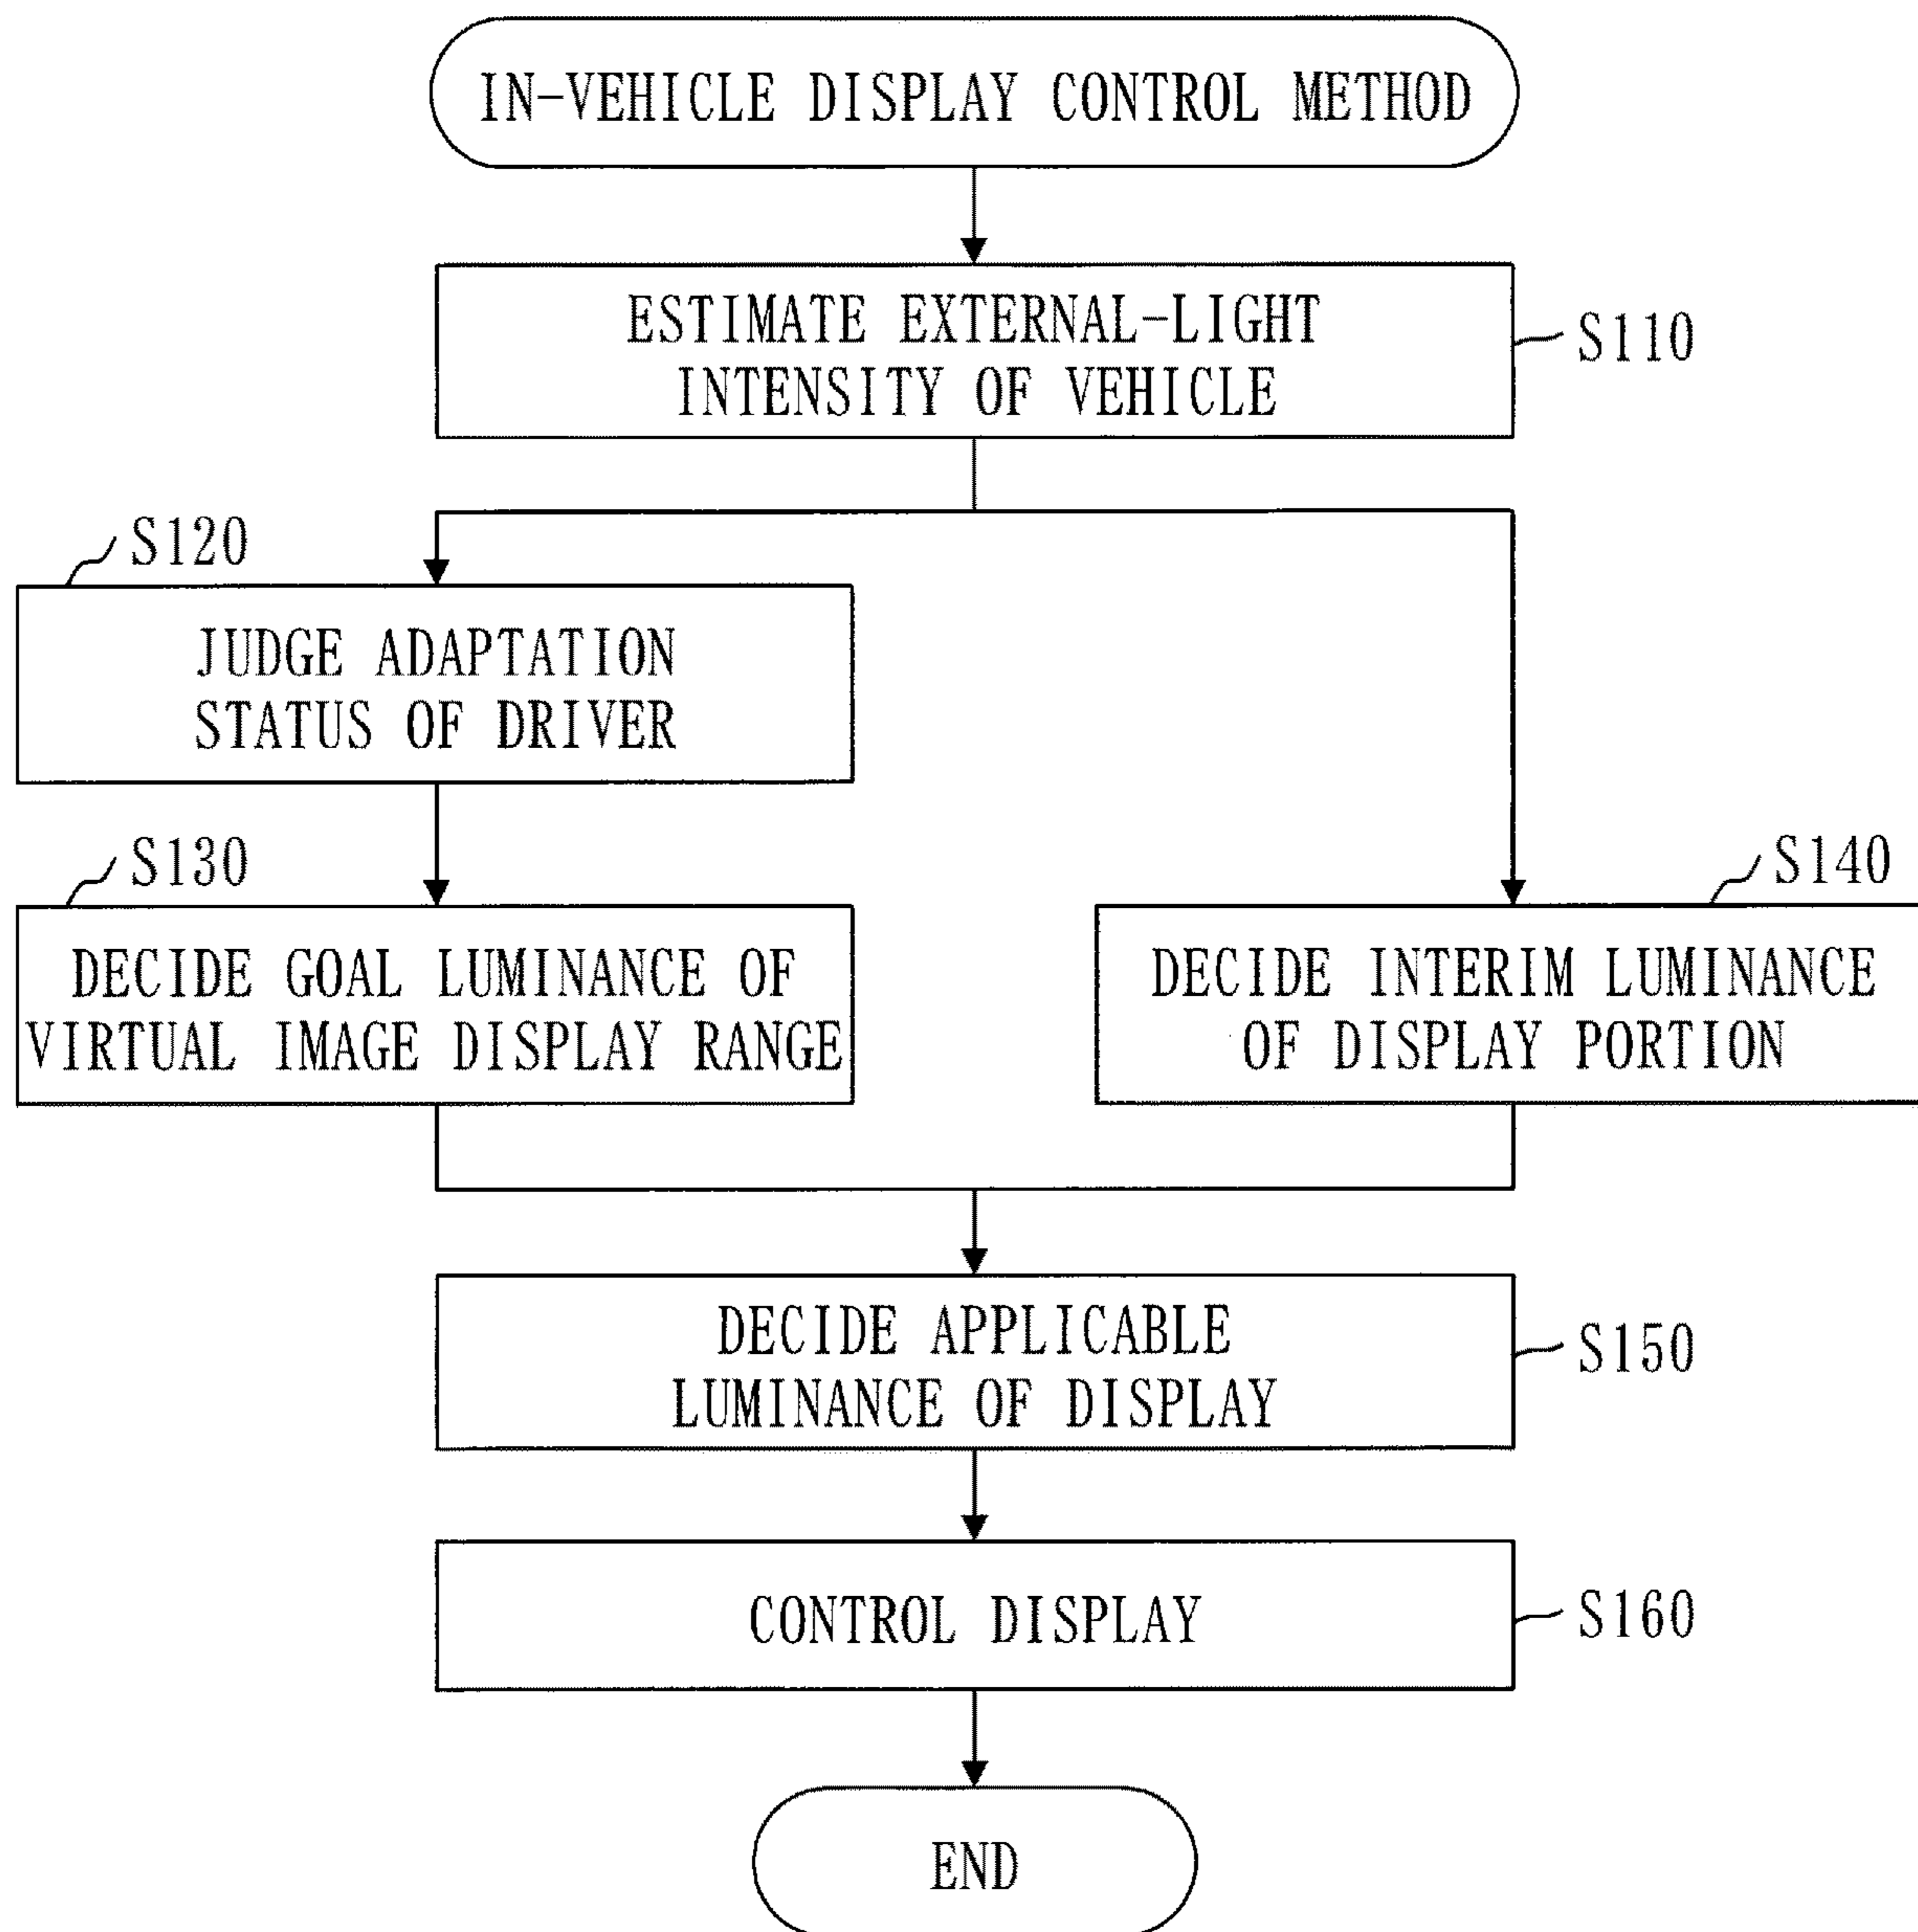 IN-VEHICLE DISPLAY CONTROL METHOD
ESTIMATE EXTERNAL-LIGHT
INTENSITY OF VEHICLE
S110
S120
JUDGE ADAPTATION
STATUS OF DRIVER
S130
DECIDE GOAL LUMINANCE OF
VIRTUAL IMAGE DISPLAY RANGE
S140
DECIDE INTERIM LUMINANCE
OF DISPLAY PORTION
DECIDE APPLICABLE
LUMINANCE OF DISPLAY
S150
CONTROL DISPLAY
S160
END